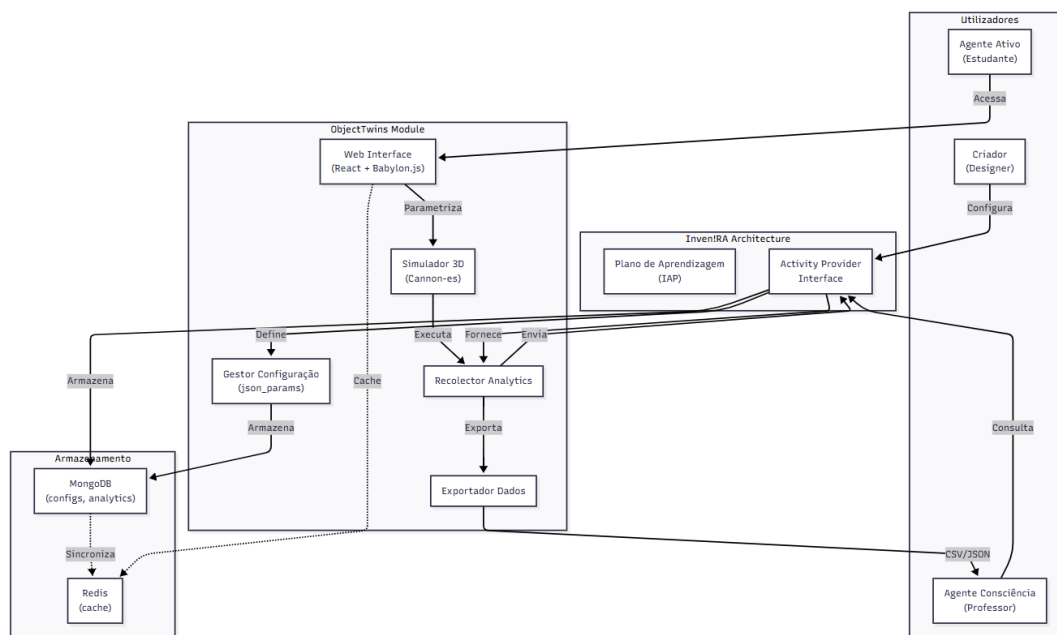 Utilizadores
Agente Ativo
(Estudante)
Acessa
ObjectTwins Module
Web Interface
(React + Babylon.js)
Criador
(Designer)
Parametriza
Configura
Inven!RA Architecture
Simulador 3D
(Cannon-es)
Plano de Aprendizagem
(IAP)
Activity Provider
Interface
Define
Executa
Fornece
Envia
Armazena
Gestor Configuração
(json_params)
Cache
Recolector Analytics
Armazena
Exporta
Consulta
Armazenamento
MongoDB
(configs, analytics)
Exportador Dados
Sincroniza
CSV/JSON
Redis
(cache)
Agente Consciência
(Professor)